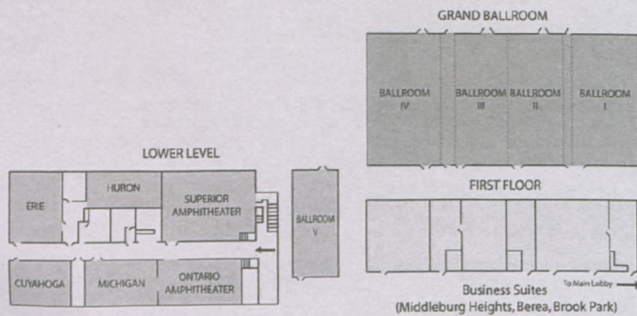 GRAND BALLROOM
BALLROOM
IV
BALLROOM
III
BALLROOM
II
BALLROOM
I
LOWER LEVEL
ERIE
HURON
SUPERIOR
AMPHITHEATER
BALLROOM
V
CUYAHOGA
MICHIGAN
ONTARIO
AMPHITHEATER
FIRST FLOOR
To Main Lobby
Business Suites
(Middleburg Heights, Berea, Brook Park)